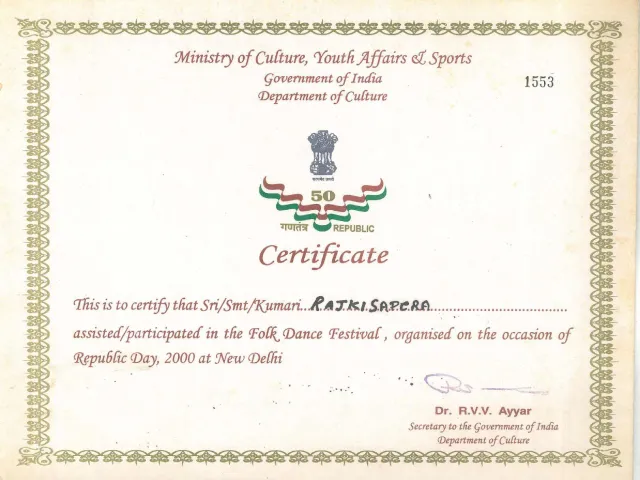 Ministry of Culture, Youth Affairs & Sports
Government of India
Department of Culture
1553
सत्यमेव जयते
50
गणतंत्र REPUBLIC
Certificate
This is to certify that Sri/Smt/Kumari...RAJKI SAPERA...
assisted/participated in the Folk Dance Festival , organised on the occasion of
Republic Day, 2000 at New Delhi
Dr. R.V.V. Ayyar
Secretary to the Government of India
Department of Culture